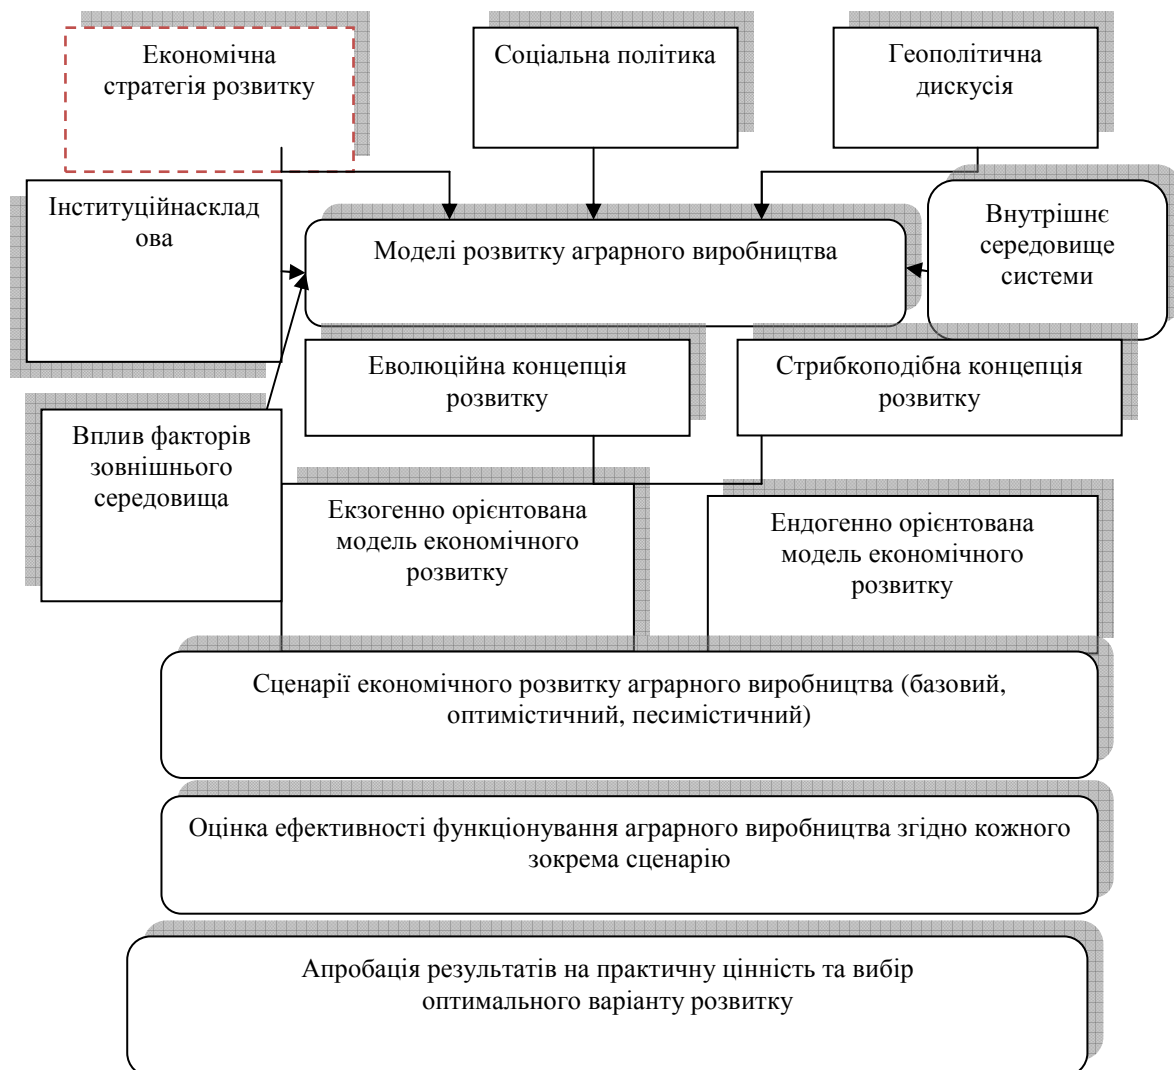 Економічна
стратегія розвитку
Соціальна політика
Геополітична
дискусія
Інституційнасклад
ова
Моделі розвитку аграрного виробництва
Внутрішнє
середовище
системи
Еволюційна концепція
розвитку
Стрибкоподібна концепція
розвитку
Вплив факторів
зовнішнього
середовища
Екзогенно орієнтована
модель економічного
розвитку
Ендогенно орієнтована
модель економічного
розвитку
Сценарії економічного розвитку аграрного виробництва (базовий,
оптимістичний, песимістичний)
Оцінка ефективності функціонування аграрного виробництва згідно кожного
зокрема сценарію
Апробація результатів на практичну цінність та вибір
оптимального варіанту розвитку